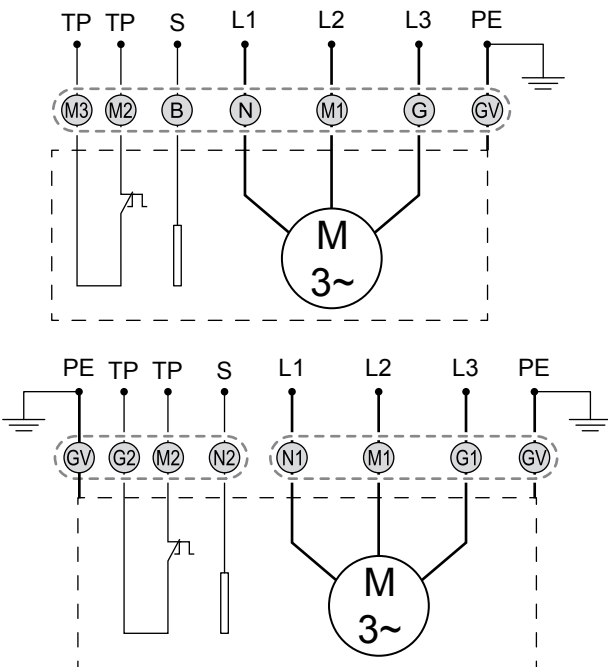 TP TP S L1 L2 L3 PE
M3 M2 B N M1 G GV
M
3~
PE TP TP S L1 L2 L3 PE
GV G2 M2 N2 N1 M1 G1 GV
M
3~